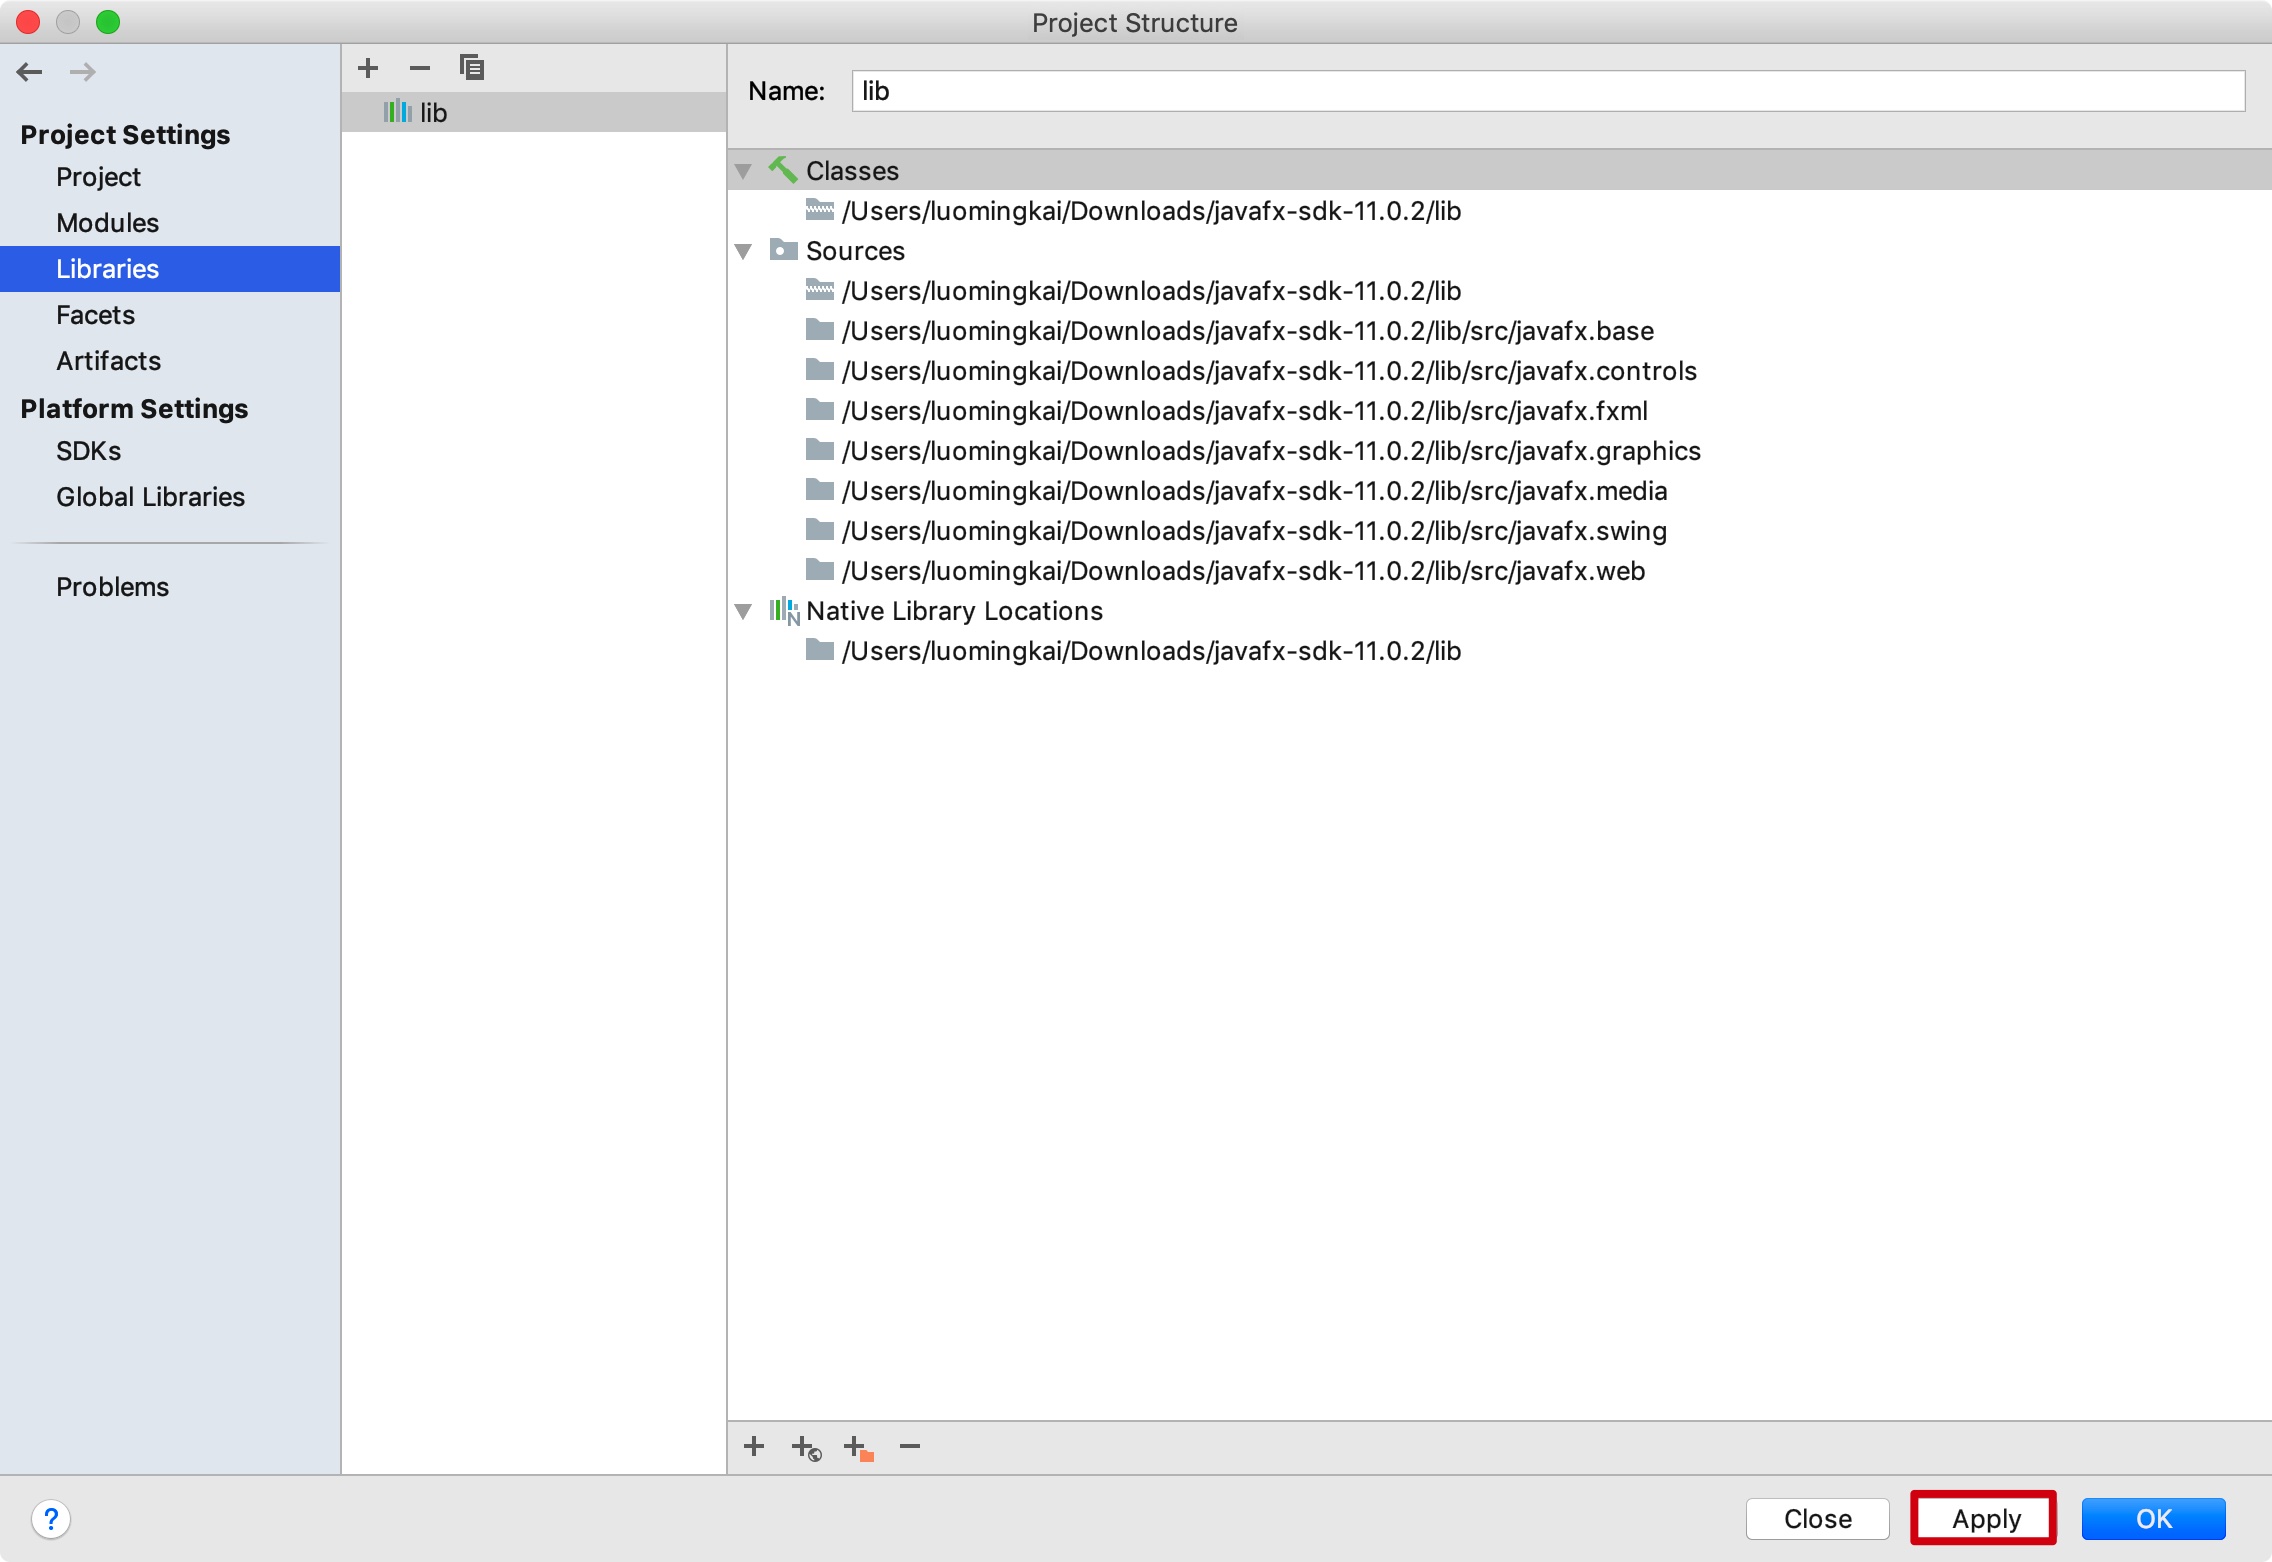 Project Structure
Project Settings
Project
Modules
Libraries
Facets
Artifacts
Platform Settings
SDKs
Global Libraries
Problems
lib
Name: lib
Classes
/Users/luomingkai/Downloads/javafx-sdk-11.0.2/lib
Sources
/Users/luomingkai/Downloads/javafx-sdk-11.0.2/lib
/Users/luomingkai/Downloads/javafx-sdk-11.0.2/lib/src/javafx.base
/Users/luomingkai/Downloads/javafx-sdk-11.0.2/lib/src/javafx.controls
/Users/luomingkai/Downloads/javafx-sdk-11.0.2/lib/src/javafx.fxml
/Users/luomingkai/Downloads/javafx-sdk-11.0.2/lib/src/javafx.graphics
/Users/luomingkai/Downloads/javafx-sdk-11.0.2/lib/src/javafx.media
/Users/luomingkai/Downloads/javafx-sdk-11.0.2/lib/src/javafx.swing
/Users/luomingkai/Downloads/javafx-sdk-11.0.2/lib/src/javafx.web
Native Library Locations
/Users/luomingkai/Downloads/javafx-sdk-11.0.2/lib
? Close Apply OK